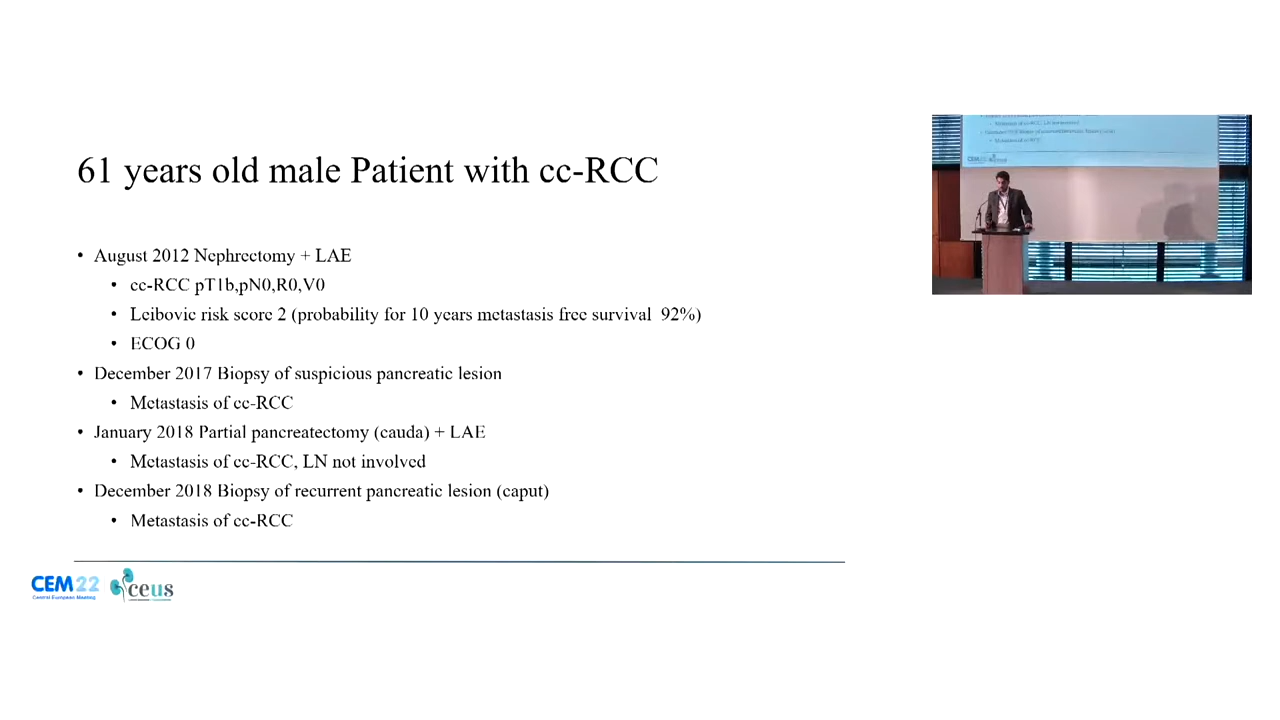 61 years old male Patient with cc-RCC
• August 2012 Nephrectomy + LAE
• cc-RCC pT1b,pN0,R0,V0
• Leibovic risk score 2 (probability for 10 years metastasis free survival 92%)
• ECOG 0
• December 2017 Biopsy of suspicious pancreatic lesion
• Metastasis of cc-RCC
• January 2018 Partial pancreatectomy (cauda) + LAE
• Metastasis of cc-RCC, LN not involved
• December 2018 Biopsy of recurrent pancreatic lesion (caput)
• Metastasis of cc-RCC
CEM22
Central European Meeting
ceus